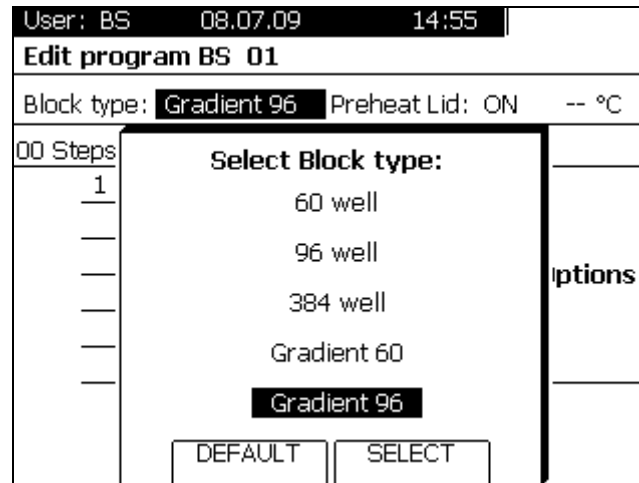 User: BS 08.07.09 14:55
Edit program BS 01
Block type: Gradient 96 Preheat Lid: ON -- °C
00 Steps
1
Select Block type:
60 well
96 well
384 well
Gradient 60
Gradient 96
ptions
DEFAULT SELECT